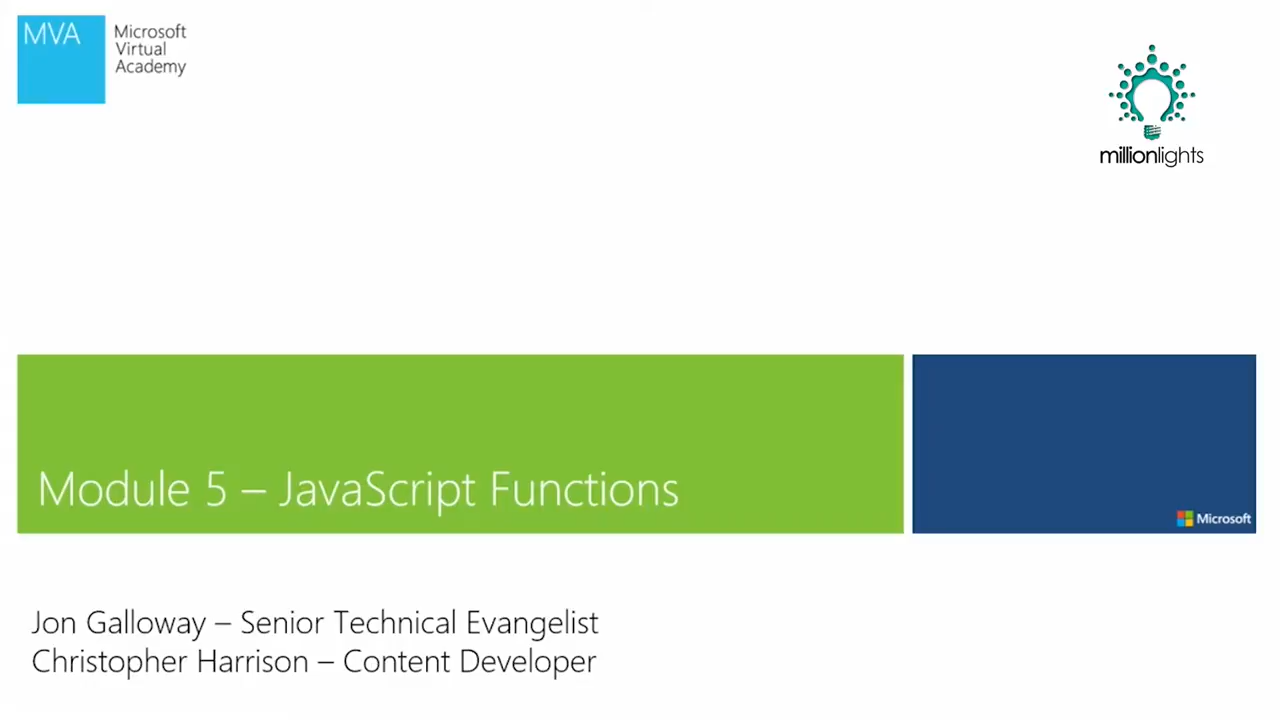 MVA
Microsoft
Virtual
Academy
millionlights
Module 5 – JavaScript Functions
Microsoft
Jon Galloway – Senior Technical Evangelist
Christopher Harrison – Content Developer